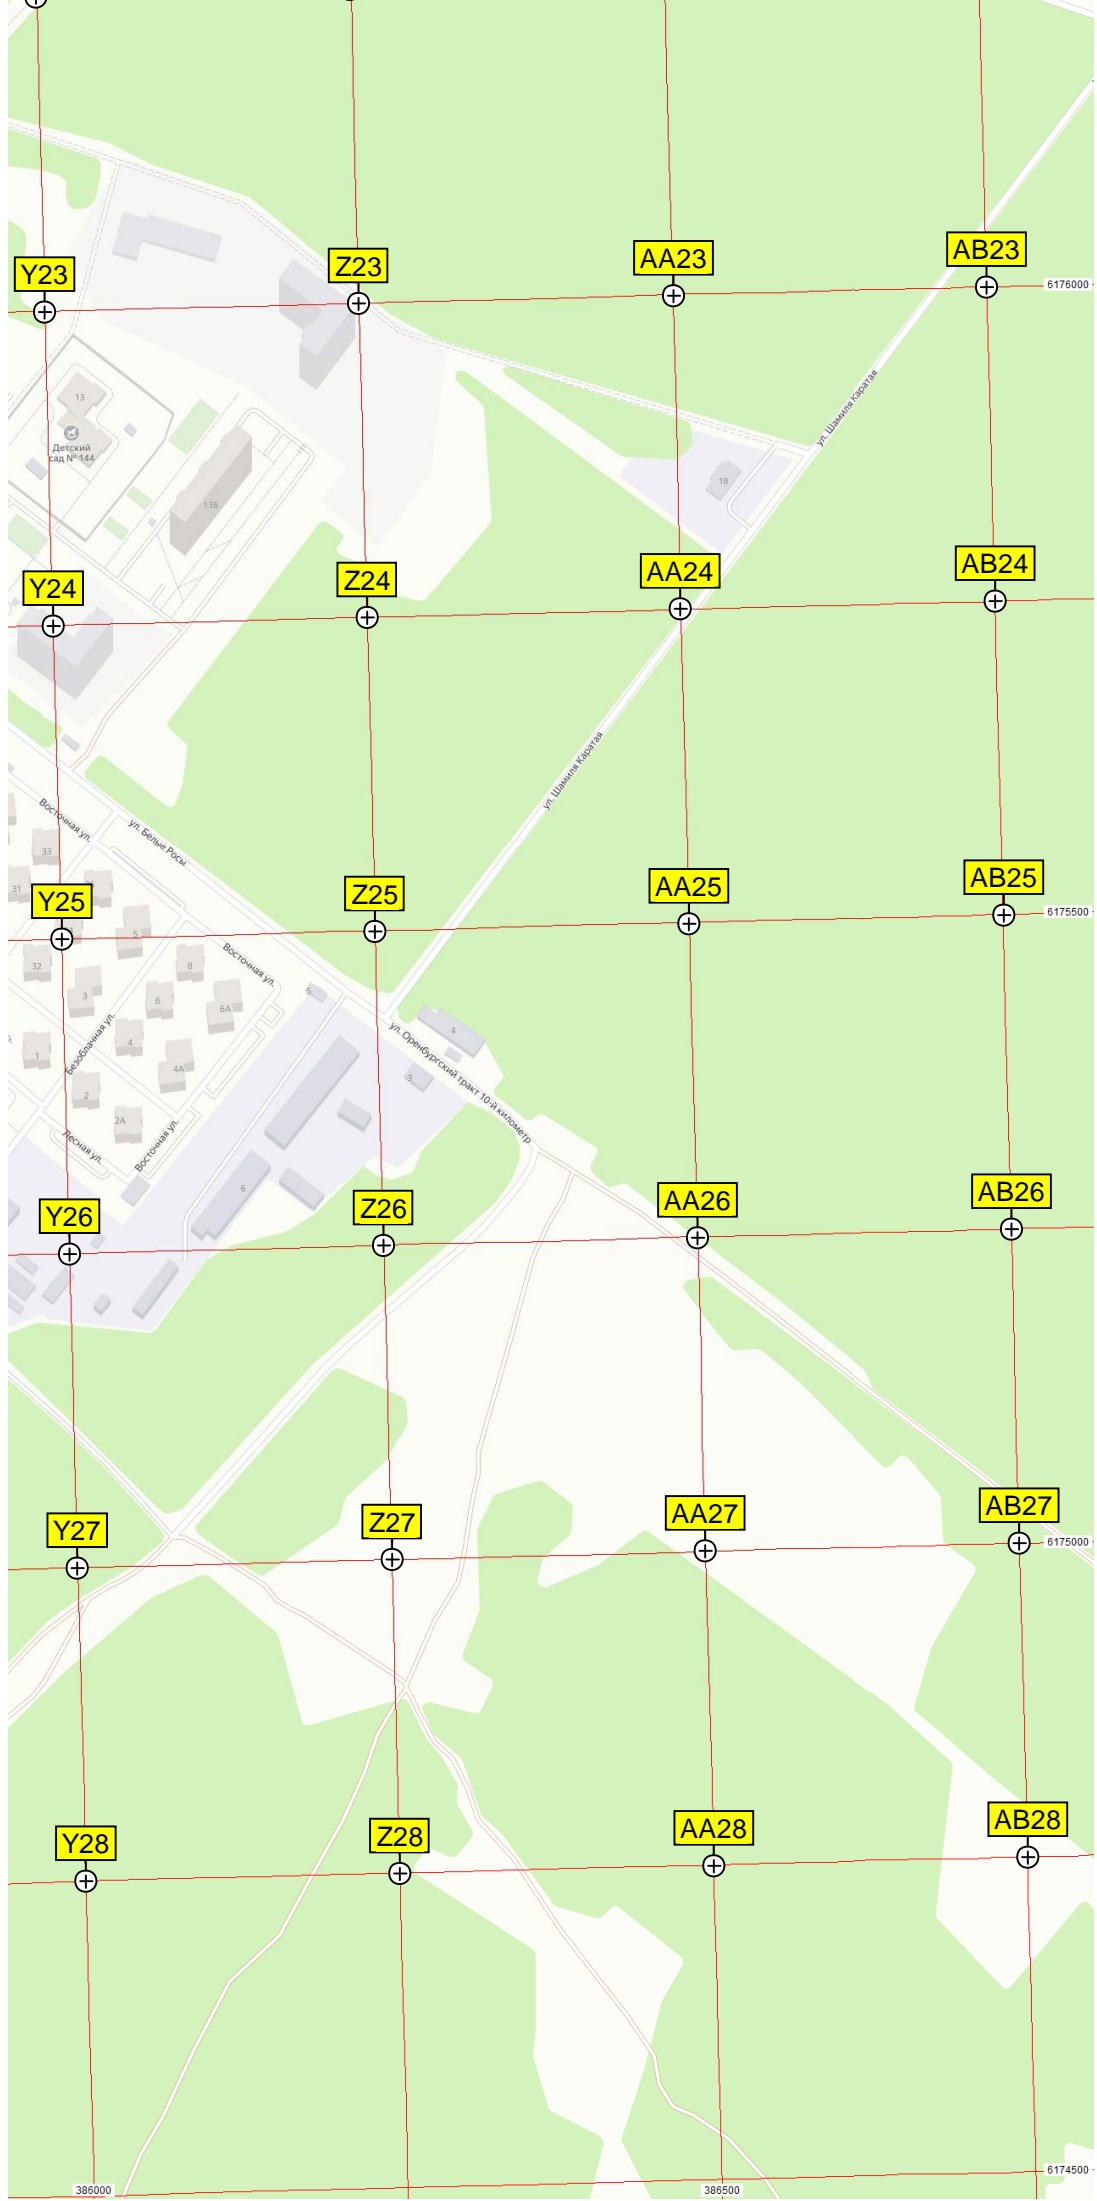 AB23
AA23
Z23
Y23
6176000
ул. Шамиля Каратая
13
Детский
сад № 144
18
13Б
AB24
AA24
Z24
Y24
ул. Шамиля Каратая
Восточная ул.
ул. Белые Росы
33
31
AB25
AA25
Z25
Y25
6175500
5
32
8
Восточная ул.
3
6
6А
5
Безоблачная ул.
4
4
ул. Оренбургский тракт 10-й километр
1
4А
3
2
2А
Лесная ул.
Восточная ул.
6
AB26
AA26
Z26
Y26
AB27
AA27
Z27
Y27
6175000
AB28
AA28
Z28
Y28
6174500
386000
386500